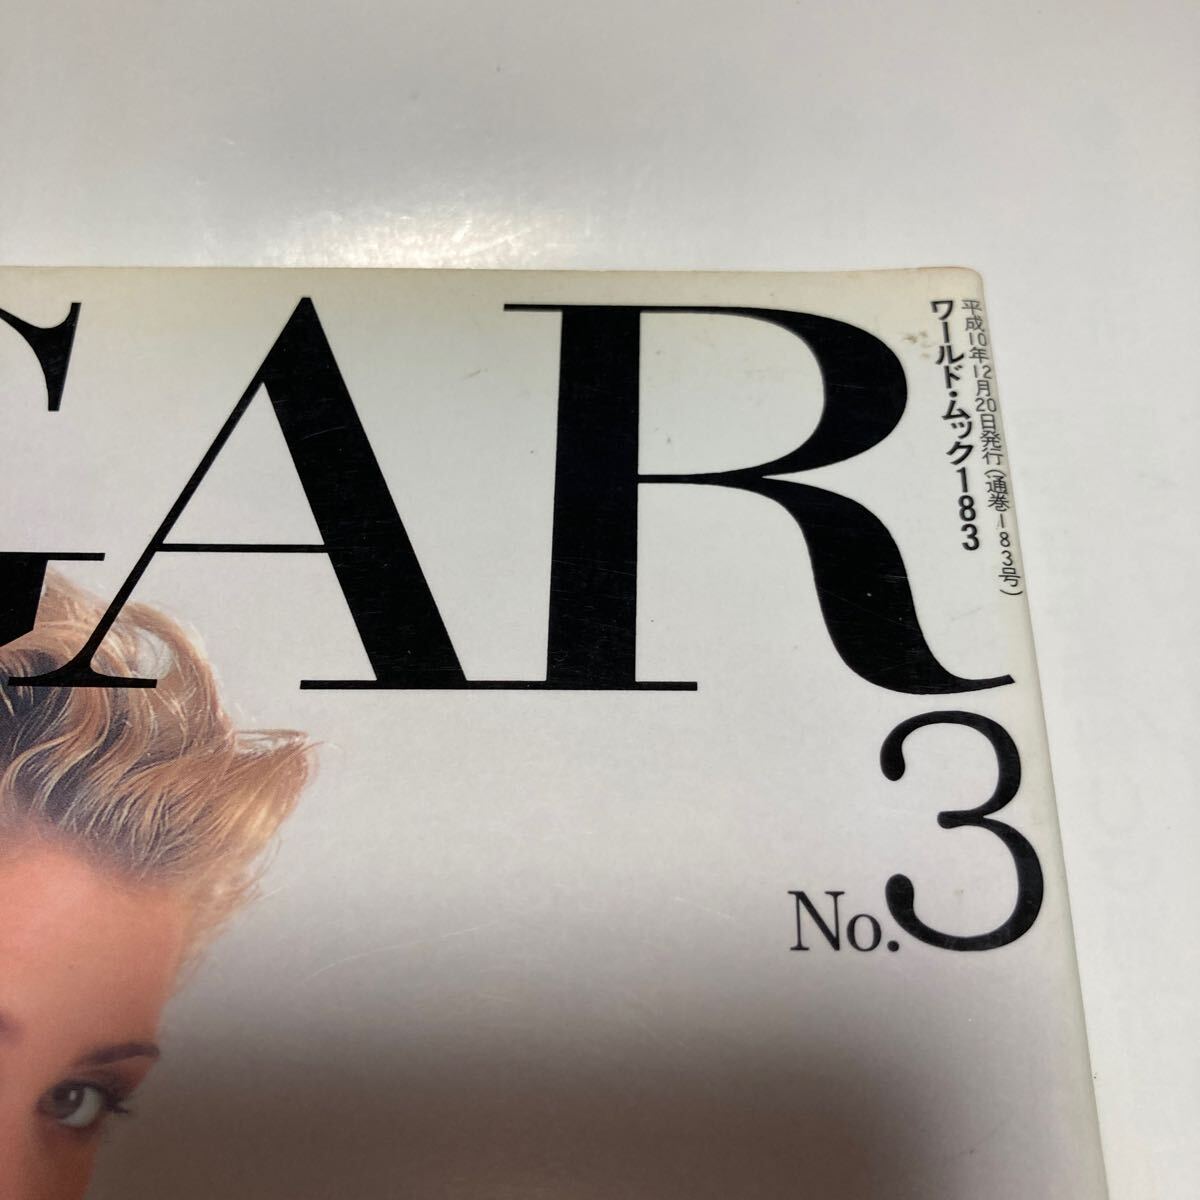 GAR
No.3
平成10年12月20日発行(通巻183号)
ワールド・ムック183